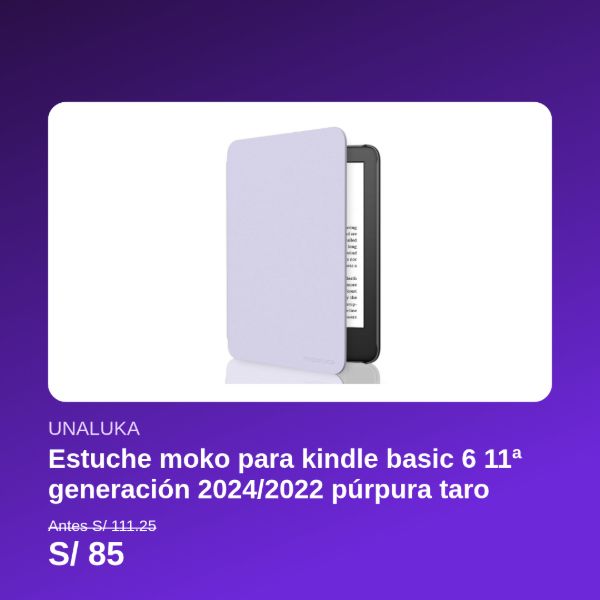 UNALUKA
Estuche moko para kindle basic 6 11ª
generación 2024/2022 púrpura taro
Antes S/ 111.25
S/ 85